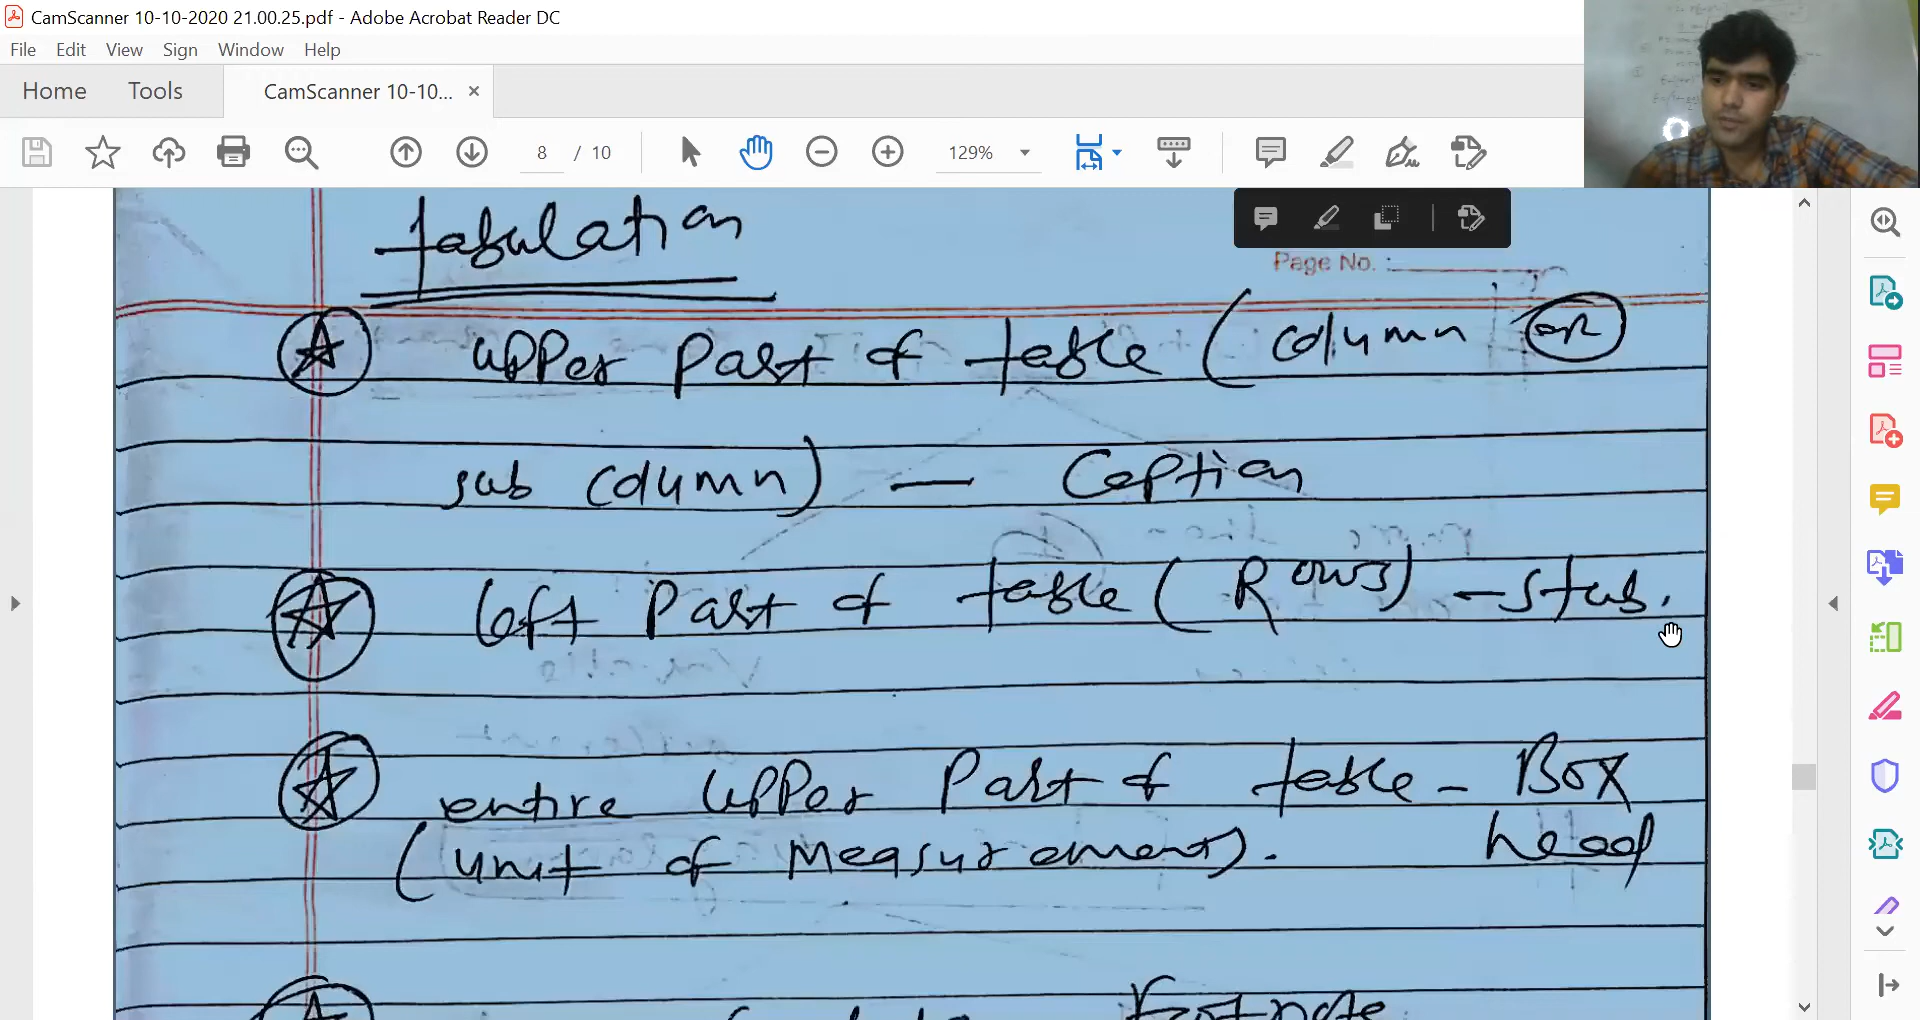 CamScanner 10-10-2020 21.00.25.pdf - Adobe Acrobat Reader DC
File Edit View Sign Window Help
Home Tools CamScanner 10-10... ×
8 / 10 129%
Tabulation
Page No. :
upper part of table ( column or
sub column) — Caption
left part of table ( Rows) - Stub.
entire upper part of table - Box
(unit of Measurement). head
Footnote